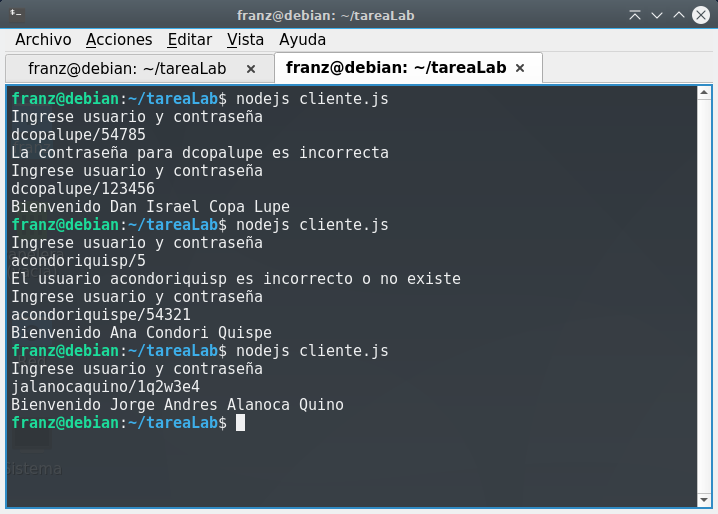 franz@debian: ~/tareaLab
Archivo Acciones Editar Vista Ayuda
franz@debian: ~/tareaLab × franz@debian: ~/tareaLab ×
franz@debian:~/tareaLab$ nodejs cliente.js
Ingrese usuario y contraseña
dcopalupe/54785
La contraseña para dcopalupe es incorrecta
Ingrese usuario y contraseña
dcopalupe/123456
Bienvenido Dan Israel Copa Lupe
franz@debian:~/tareaLab$ nodejs cliente.js
Ingrese usuario y contraseña
acondoriquisp/5
El usuario acondoriquisp es incorrecto o no existe
Ingrese usuario y contraseña
acondoriquispe/54321
Bienvenido Ana Condori Quispe
franz@debian:~/tareaLab$ nodejs cliente.js
Ingrese usuario y contraseña
jalanocaquino/1q2w3e4
Bienvenido Jorge Andres Alanoca Quino
franz@debian:~/tareaLab$
Sistema